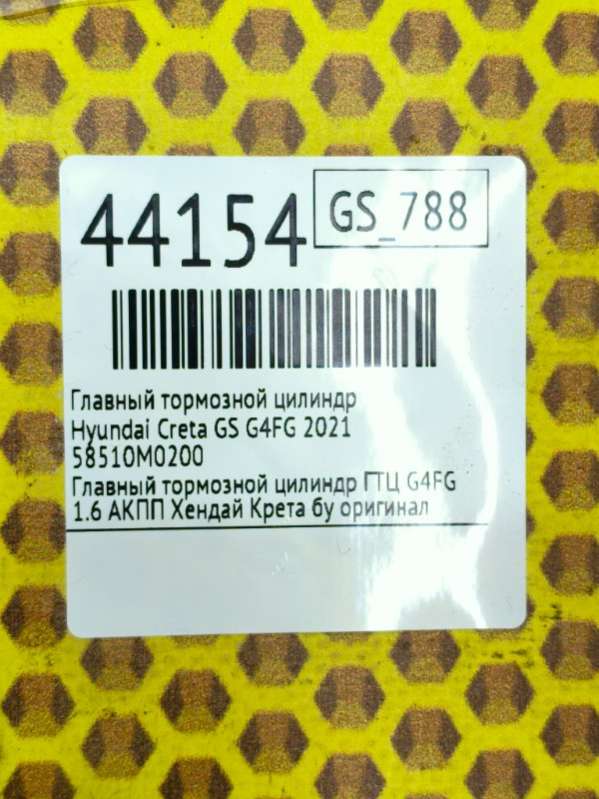 44154
GS_788
Главный тормозной цилиндр
Hyundai Creta GS G4FG 2021
58510M0200
Главный тормозной цилиндр ГТЦ G4FG
1.6 АКПП Хендай Крета бу оригинал